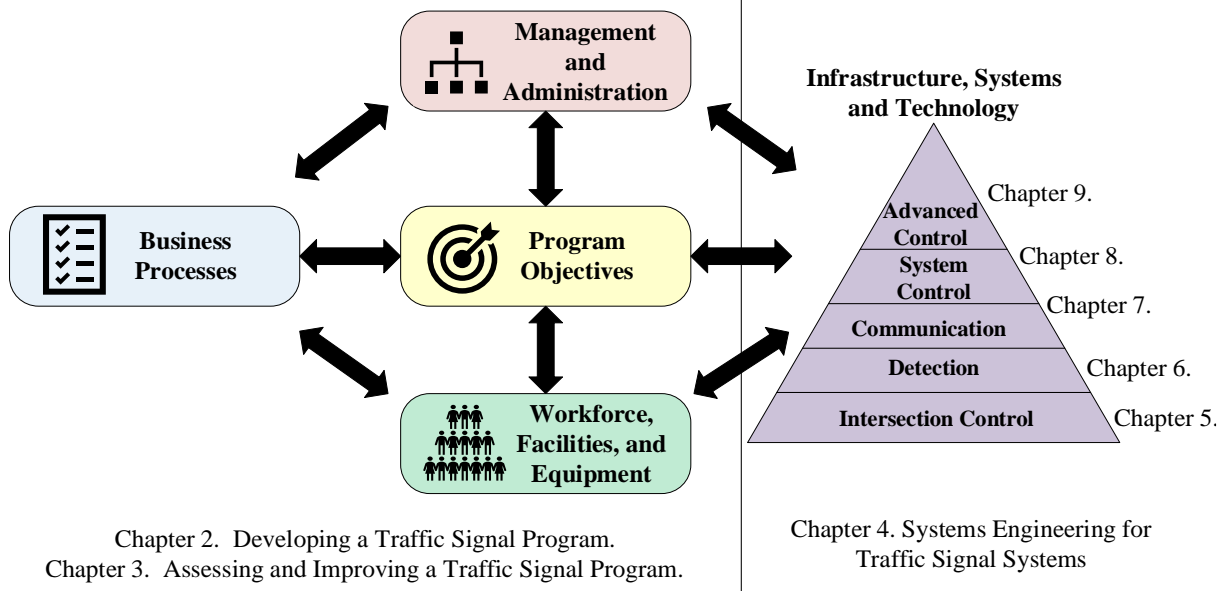 Management
and
Administration
Business
Processes
Program
Objectives
Workforce,
Facilities, and
Equipment
Chapter 2.  Developing a Traffic Signal Program.
Chapter 3.  Assessing and Improving a Traffic Signal Program.
Infrastructure, Systems
and Technology
Advanced
Control
Chapter 9.
System
Control
Chapter 8.
Communication
Chapter 7.
Detection
Chapter 6.
Intersection Control
Chapter 5.
Chapter 4. Systems Engineering for
Traffic Signal Systems